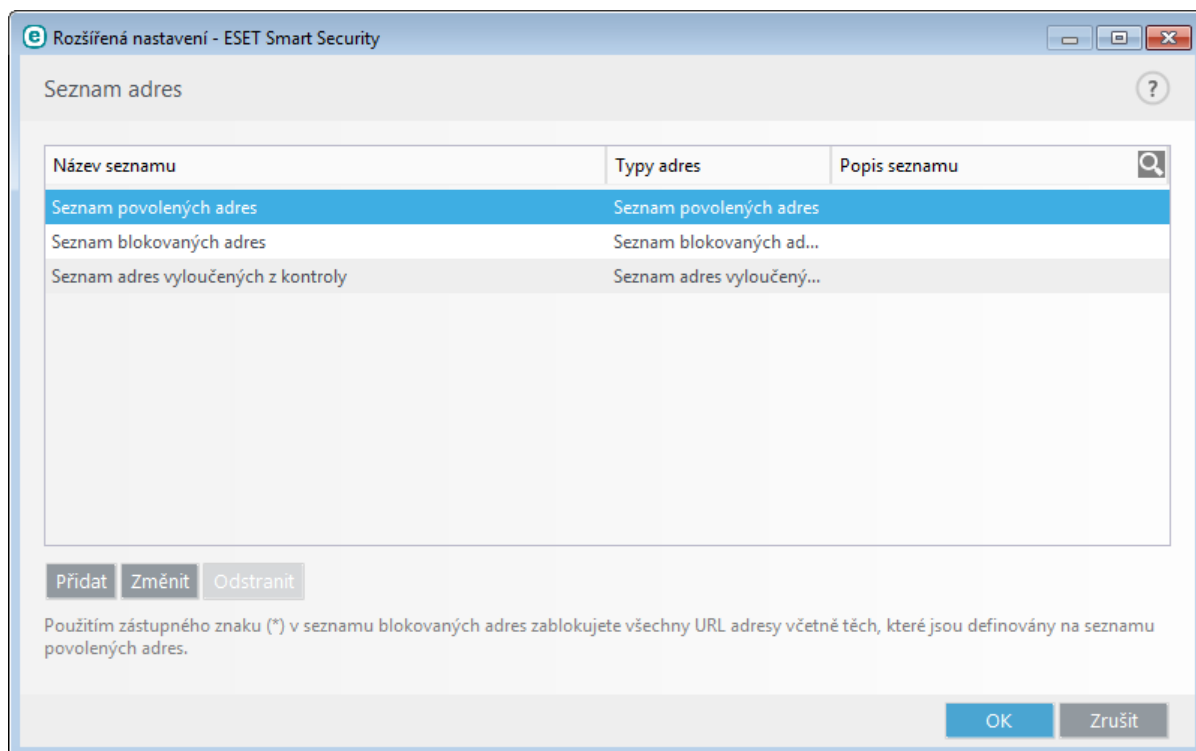 Rozšířená nastavení - ESET Smart Security
Seznam adres
?
Název seznamu Typy adres Popis seznamu
Seznam povolených adres Seznam povolených adres
Seznam blokovaných adres Seznam blokovaných ad...
Seznam adres vyloučených z kontroly Seznam adres vyloučený...
Přidat Změnit Odstranit
Použitím zástupného znaku (*) v seznamu blokovaných adres zablokujete všechny URL adresy včetně těch, které jsou definovány na seznamu
povolených adres.
OK Zrušit